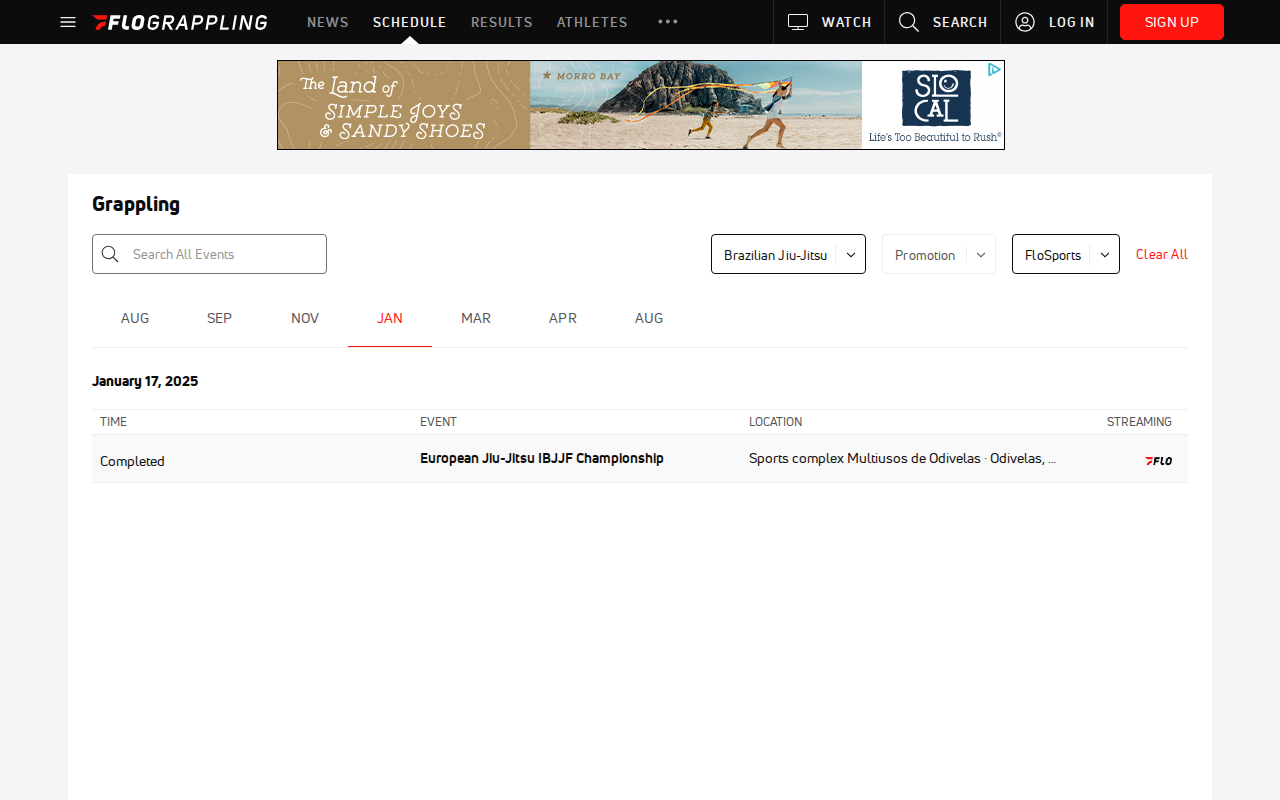 FLOGRAPPLING NEWS SCHEDULE RESULTS ATHLETES ••• WATCH SEARCH LOG IN SIGN UP
The Land of
SIMPLE JOYS
& SANDY SHOES
★ MORRO BAY
SLO
CAL
LIFE'S TOO BEAUTIFUL TO RUSH®
Grappling
Search All Events Brazilian Jiu-Jitsu Promotion FloSports Clear All
AUG SEP NOV JAN MAR APR AUG
January 17, 2025
TIME EVENT LOCATION STREAMING
Completed European Jiu-Jitsu IBJJF Championship Sports complex Multiusos de Odivelas · Odivelas, ... FLO